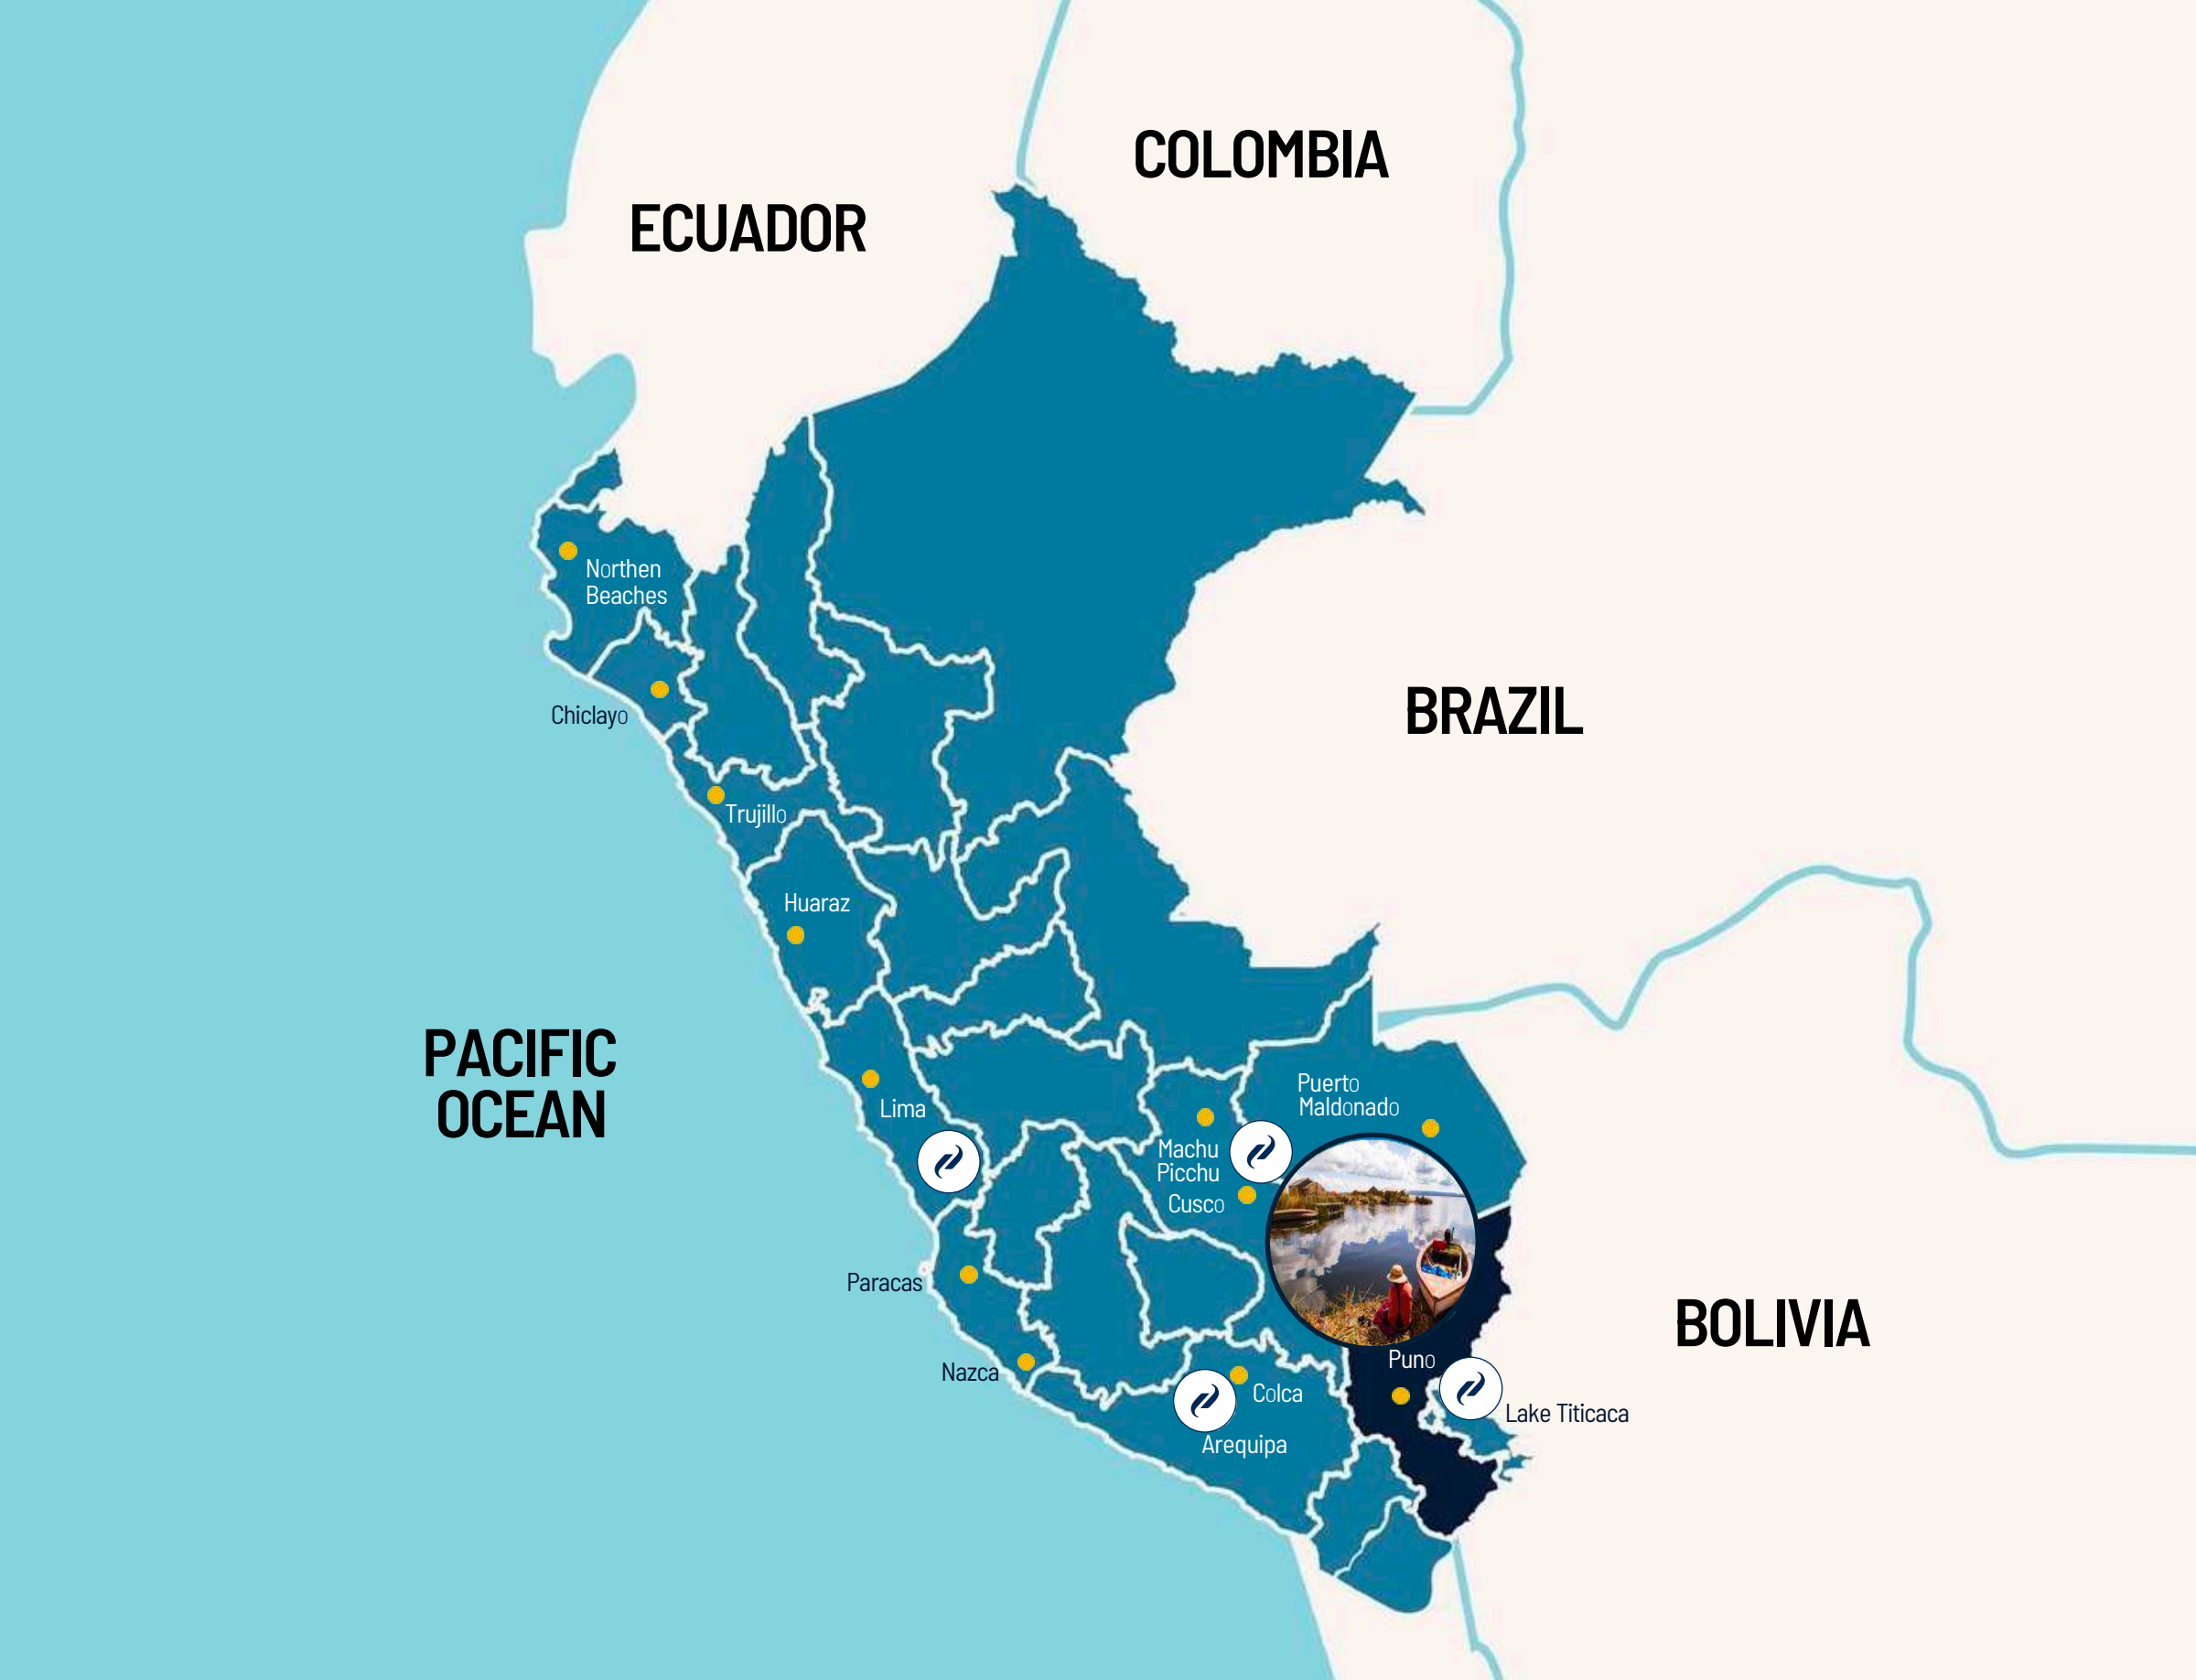 COLOMBIA
ECUADOR
Northen
Beaches
BRAZIL
Chiclayo
Trujillo
Huaraz
PACIFIC
OCEAN
Lima
Puerto
Maldonado
Machu
Picchu
Cusco
Paracas
BOLIVIA
Puno
Nazca
Colca
Lake Titicaca
Arequipa